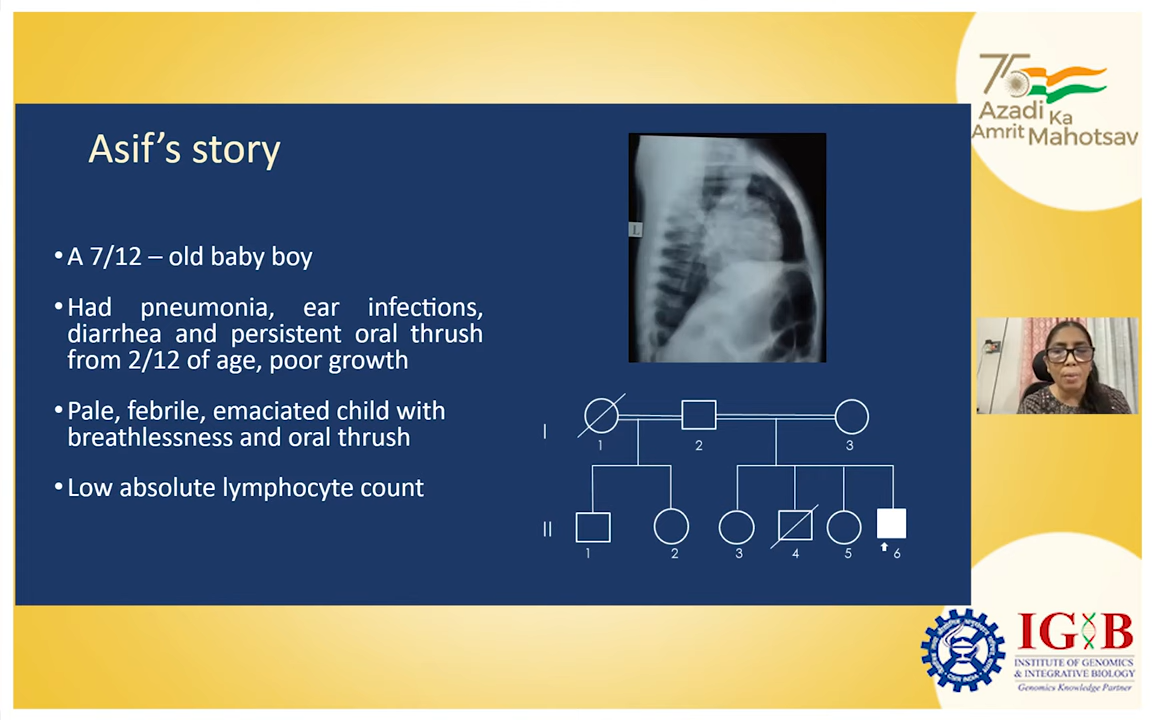 Asif’s story
•A 7/12 – old baby boy
•Had pneumonia, ear infections,
diarrhea and persistent oral thrush
from 2/12 of age, poor growth
•Pale, febrile, emaciated child with
breathlessness and oral thrush
•Low absolute lymphocyte count
L
I
1
2
3
II
1
2
3
4
5
6
75
Azadi Ka
Amrit Mahotsav
IGIB
INSTITUTE OF GENOMICS
& INTEGRATIVE BIOLOGY
Genomics Knowledge Partner
CSIR INDIA